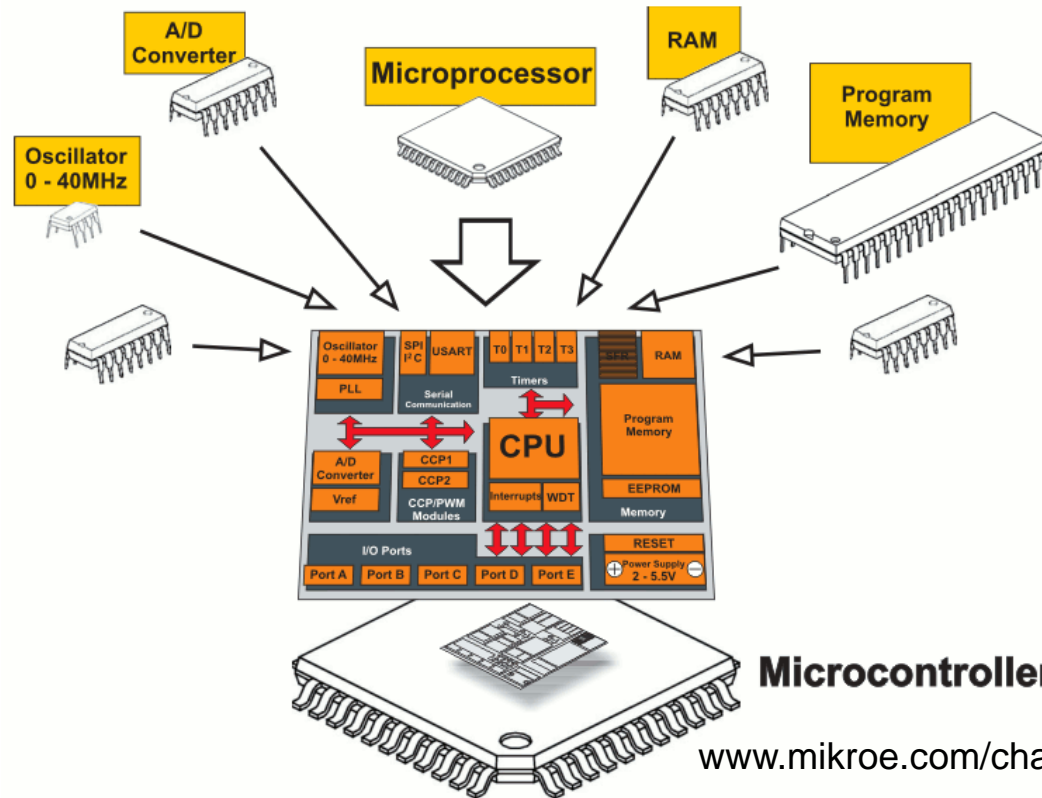 A/D
Converter
Microprocessor
RAM
Program
Memory
Oscillator
0 - 40MHz
Oscillator
0 - 40MHz
PLL
SPI
I²C
USART
Serial
Communication
T0 T1 T2 T3
Timers
SFR
RAM
Program
Memory
EEPROM
Memory
A/D
Converter
Vref
CCP1
CCP2
CCP/PWM
Modules
CPU
Interrupts WDT
I/O Ports
Port A Port B Port C Port D Port E
RESET
+ Power Supply −
2 - 5.5V
Microcontroller
www.mikroe.com/cha